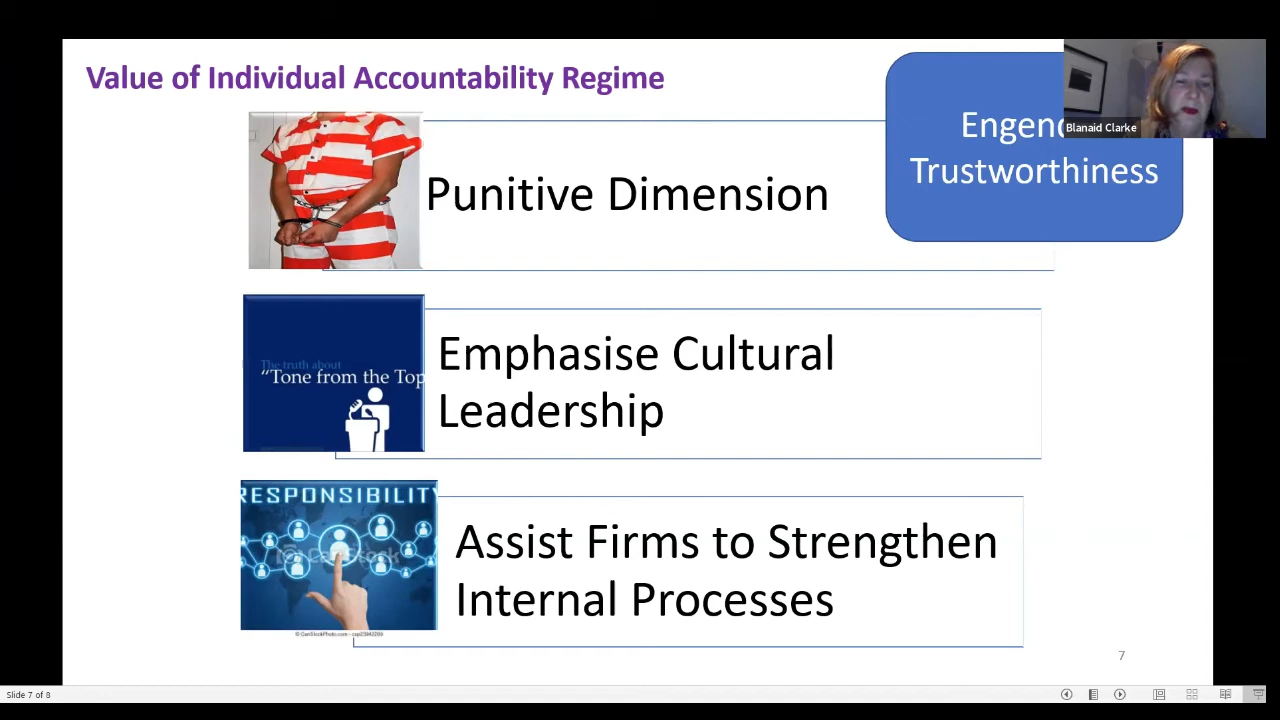 Value of Individual Accountability Regime
Trustworthiness
Blanaid Clarke
Punitive Dimension
The truth about
“Tone from the Top
Emphasise Cultural
Leadership
RESPONSIBILITY
CanStock
Assist Firms to Strengthen
Internal Processes
7
Slide 7 of 8